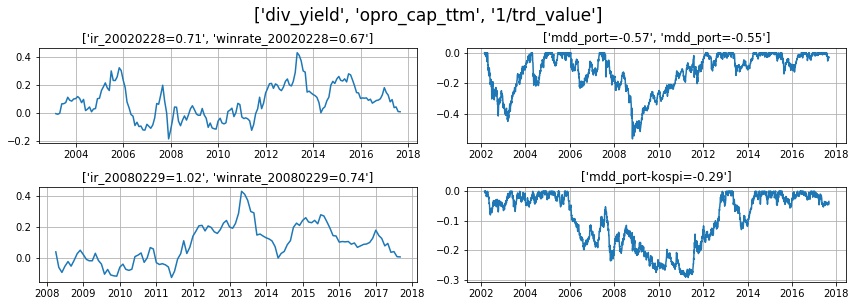 ['div_yield', 'opro_cap_ttm', '1/trd_value']
['ir_20020228=0.71', 'winrate_20020228=0.67']
0.4
0.2
0.0
−0.2
2004 2006 2008 2010 2012 2014 2016 2018
['mdd_port=-0.57', 'mdd_port=-0.55']
0.0
−0.2
−0.4
2002 2004 2006 2008 2010 2012 2014 2016 2018
['ir_20080229=1.02', 'winrate_20080229=0.74']
0.4
0.2
0.0
2008 2009 2010 2011 2012 2013 2014 2015 2016 2017 2018
['mdd_port-kospi=-0.29']
0.0
−0.1
−0.2
−0.3
2002 2004 2006 2008 2010 2012 2014 2016 2018